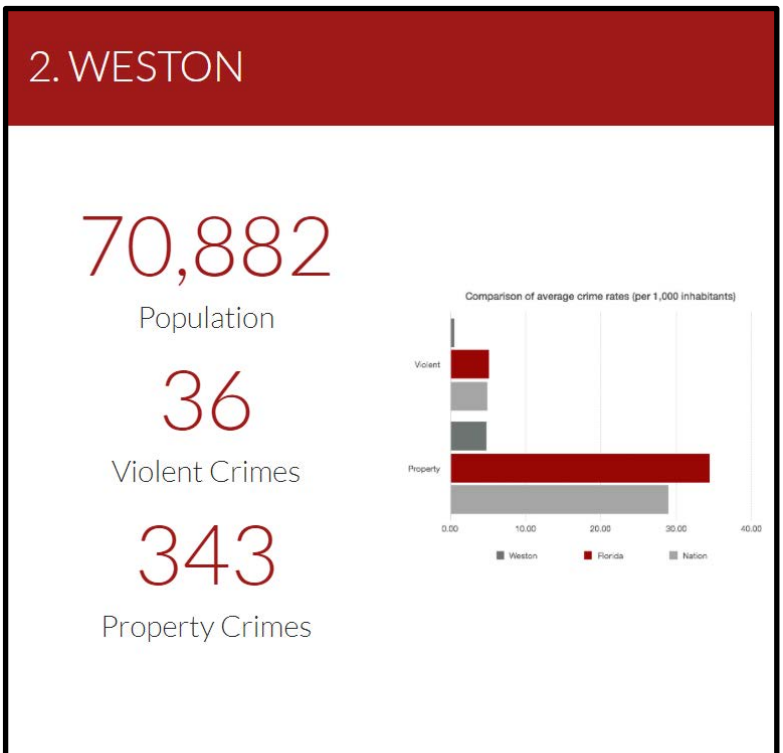 2. WESTON
70,882
Population
36
Violent Crimes
343
Property Crimes
Comparison of average crime rates (per 1,000 inhabitants)
Violent
Property
0.00 10.00 20.00 30.00 40.00
Weston Florida Nation